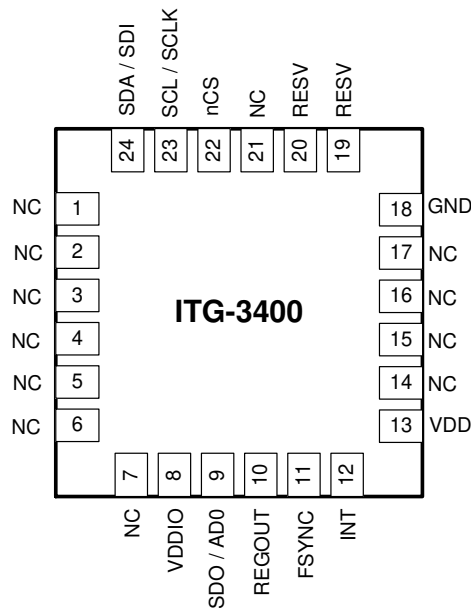 SDA / SDI
SCL / SCLK
nCS
NC
RESV
RESV
24
23
22
21
20
19
NC 1
NC 2
NC 3
NC 4
NC 5
NC 6
ITG-3400
18 GND
17 NC
16 NC
15 NC
14 NC
13 VDD
7
8
9
10
11
12
NC
VDDIO
SDO / AD0
REGOUT
FSYNC
INT